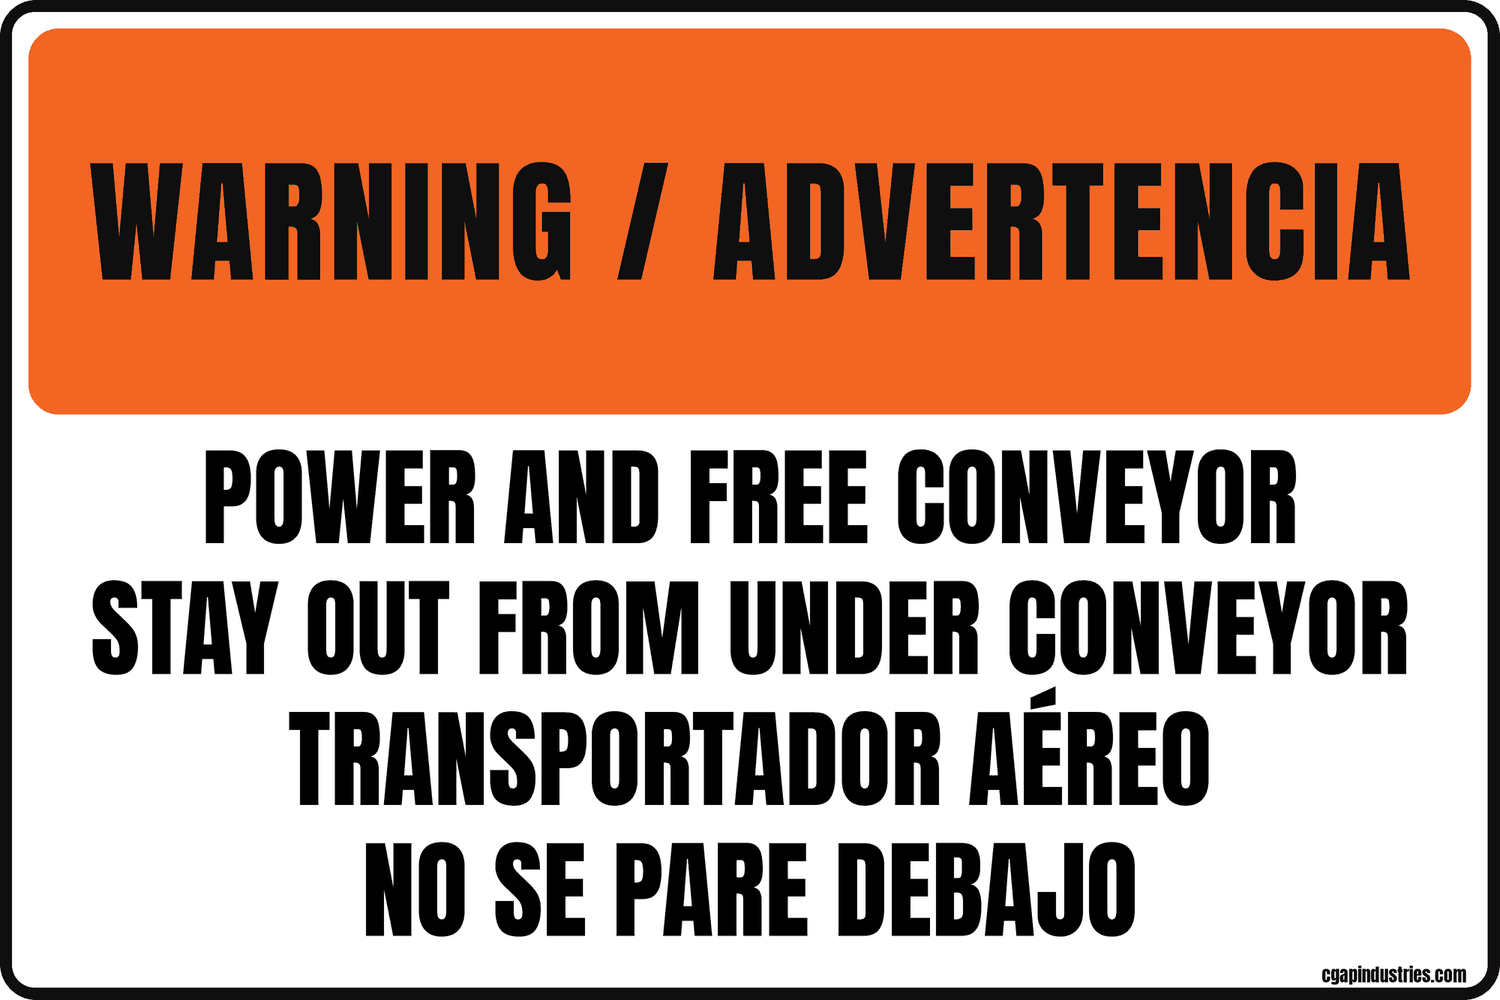 WARNING / ADVERTENCIA
POWER AND FREE CONVEYOR
STAY OUT FROM UNDER CONVEYOR
TRANSPORTADOR AÉREO
NO SE PARE DEBAJO
cgapindustries.com